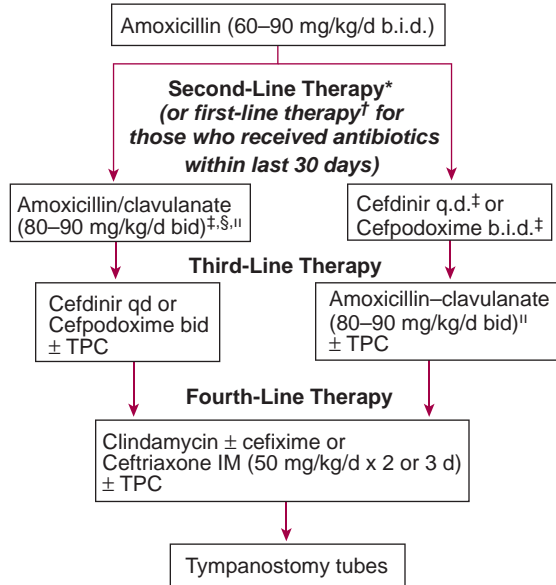 Amoxicillin (60–90 mg/kg/d b.i.d.)
Second-Line Therapy*
(or first-line therapy† for
those who received antibiotics
within last 30 days)
Amoxicillin/clavulanate
(80–90 mg/kg/d bid)‡,§,ıı
Cefdinir q.d.‡ or
Cefpodoxime b.i.d.‡
Third-Line Therapy
Cefdinir qd or
Cefpodoxime bid
± TPC
Amoxicillin–clavulanate
(80–90 mg/kg/d bid)ıı
± TPC
Fourth-Line Therapy
Clindamycin ± cefixime or
Ceftriaxone IM (50 mg/kg/d x 2 or 3 d)
± TPC
Tympanostomy tubes